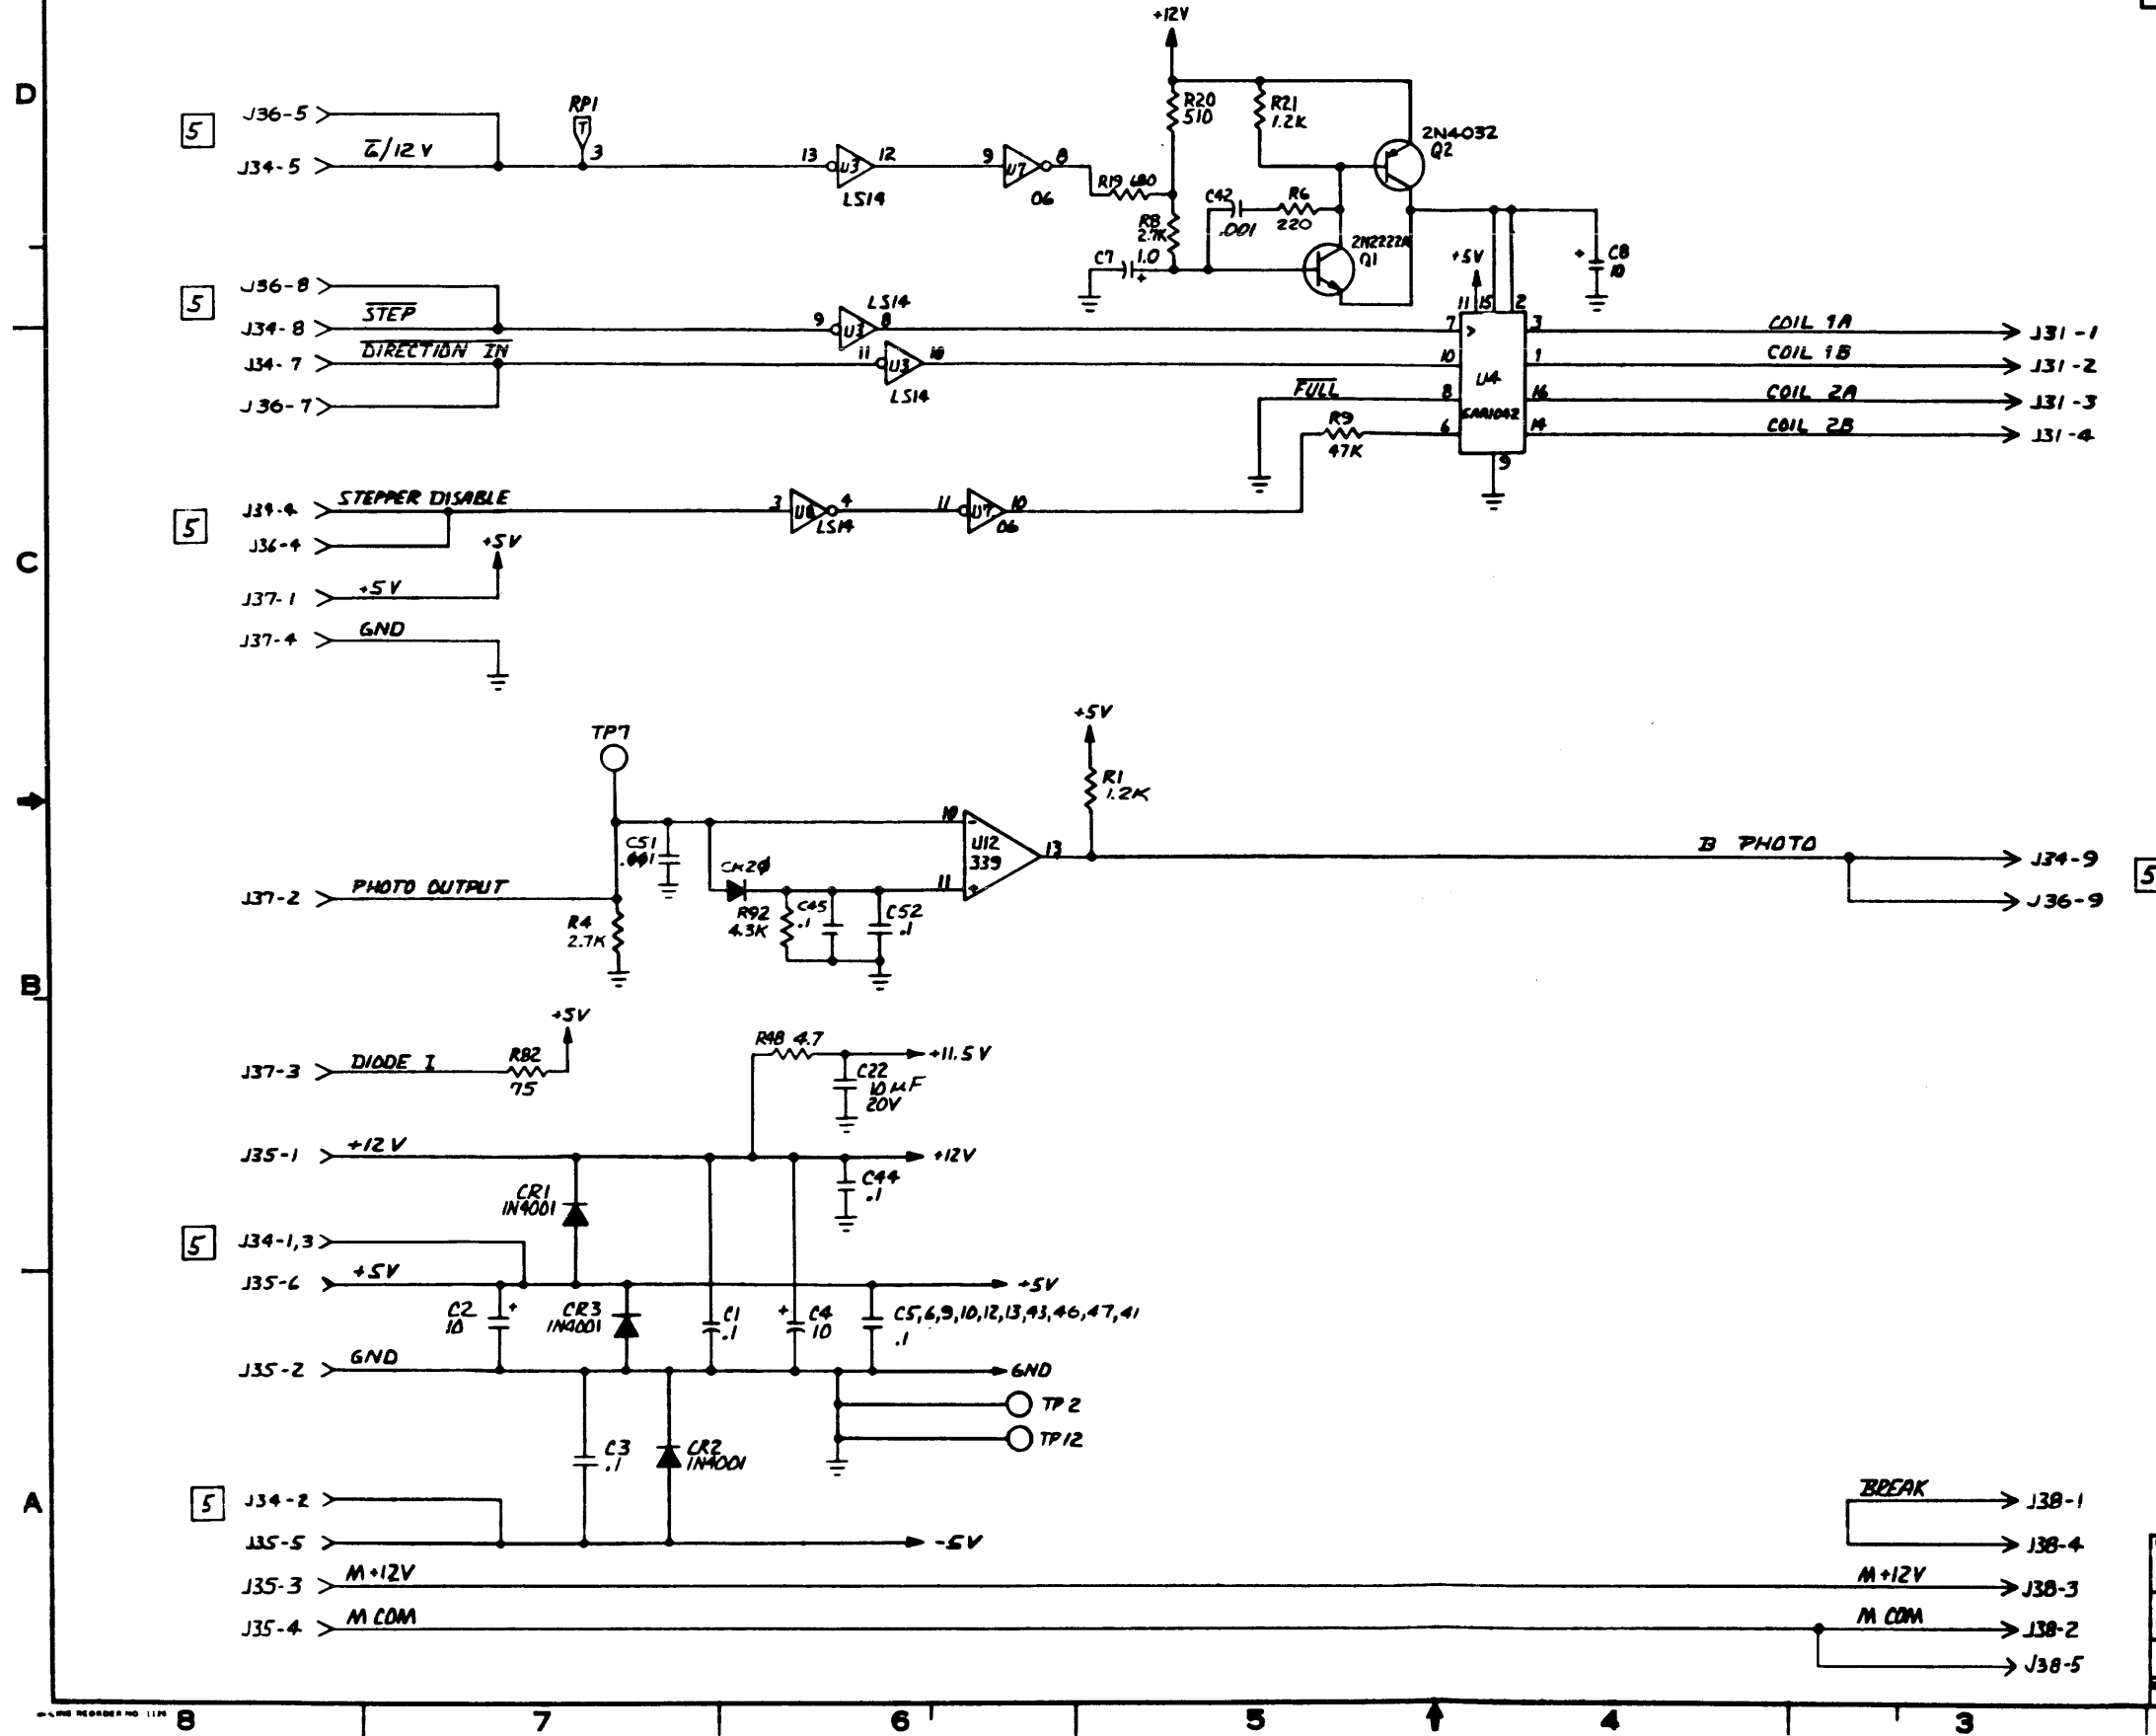 +12V
D
J36-5
RP1
R20
510
R21
1.2K
2N4032
Q2
5
T
J34-5
6/12 V
3
13
U3
12
9
U7
8
LS14
06
R19 680
C42
.001
R6
220
R8
2.7K
2N2222A
Q1
C7
1.0
+
+5V
+
C8
10
J36-8
5
LS14
11
15
2
J34-8
STEP
9
U3
8
7
>
3
COIL 1A
J31-1
J34-7
DIRECTION IN
11
U3
10
10
1
COIL 1B
J31-2
LS14
U4
J36-7
FULL
8
16
COIL 2A
J31-3
SAA1042
R9
47K
6
14
COIL 2B
J31-4
9
5
J34-4
STEPPER DISABLE
3
4
LS14
11
U7
10
06
J36-4
+5V
C
J37-1
+5V
J37-4
GND
TP7
+5V
R1
1.2K
10
-
C51
.001
U12
339
13
B PHOTO
J34-9
CR20
11
+
5
J37-2
PHOTO OUTPUT
J36-9
R4
2.7K
R92
4.3K
C45
.1
C52
.1
B
+5V
R48 4.7
+11.5V
J37-3
DIODE I
R82
75
C22
10 µF
20V
J35-1
+12V
+12V
C44
.1
CR1
1N4001
5
J34-1,3
J35-6
+5V
+5V
C2
10
+
CR3
1N4001
C1
.1
+
C4
10
C5,6,9,10,12,13,43,46,47,41
.1
J35-2
GND
GND
TP2
TP12
C3
.1
CR2
1N4001
A
5
J34-2
BREAK
J38-1
J35-5
-5V
J38-4
J35-3
M+12V
M+12V
J38-3
J35-4
M COM
M COM
J38-2
J38-5
8
7
6
5
4
3